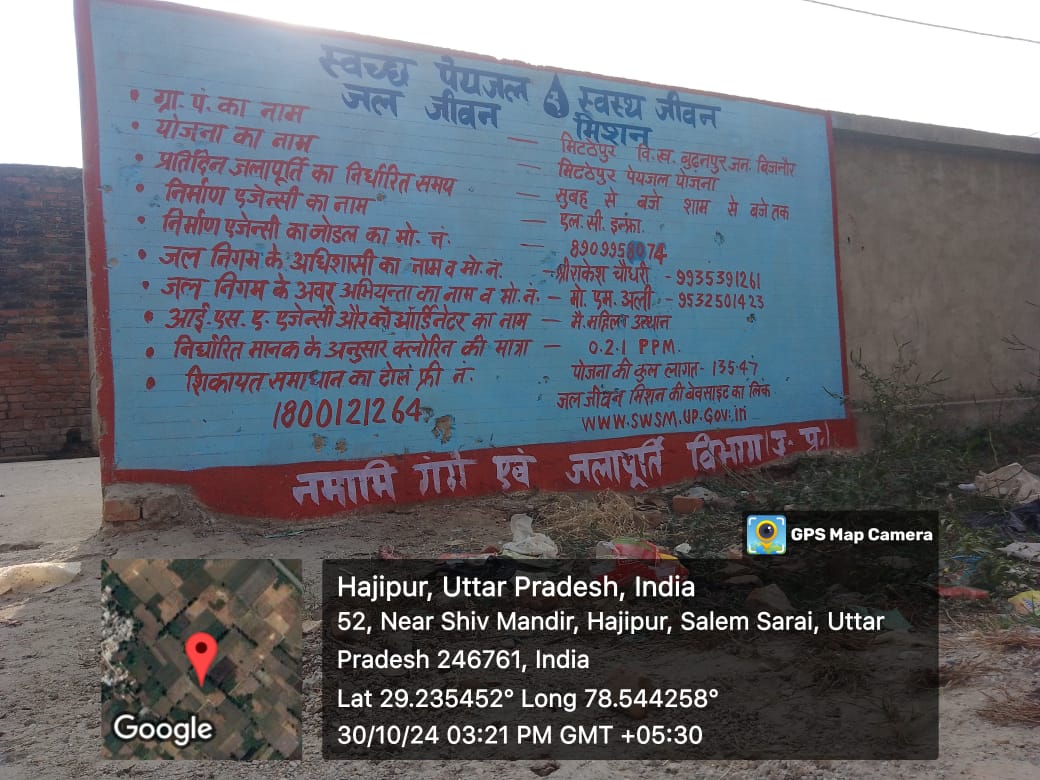 स्वच्छ पेयजल स्वस्थ जीवन
जल जीवन मिशन
• ग्रा. पं. का नाम — मिटठेपुर वि.ख. बुढ़नपुर जन. बिजनौर
• योजना का नाम — मिटठेपुर पेयजल योजना
• प्रतिदिन जलापूर्ति का निर्धारित समय — सुबह से बजे शाम से बजे तक
• निर्माण एजेन्सी का नाम — एल. सी. इन्फ्रा.
• निर्माण एजेन्सी का नोडल का मो. नं. — 8909958074
• जल निगम के अधिशासी का नाम व मो. नं. — श्री राकेश चौधरी - 9935391261
• जल निगम के अवर अभियन्ता का नाम व मो. नं. — मो. एम. अली - 9532501423
• आई. एस. ए. एजेन्सी और को ऑर्डिनेटर का नाम — मै. महिला उत्थान
• निर्धारित मानक के अनुसार क्लोरिन की मात्रा — 0.2.1 PPM.
• शिकायत समाधान का टोल फ्री नं.
1800121264
योजना की कुल लागत - 135.47
जल जीवन मिशन की बेवसाइट का लिंक
www.swsm.up.gov.in
नमामि गंगे एवं जलापूर्ति विभाग (उ. प्र.)
GPS Map Camera
Hajipur, Uttar Pradesh, India
52, Near Shiv Mandir, Hajipur, Salem Sarai, Uttar
Pradesh 246761, India
Lat 29.235452° Long 78.544258°
30/10/24 03:21 PM GMT +05:30
Google